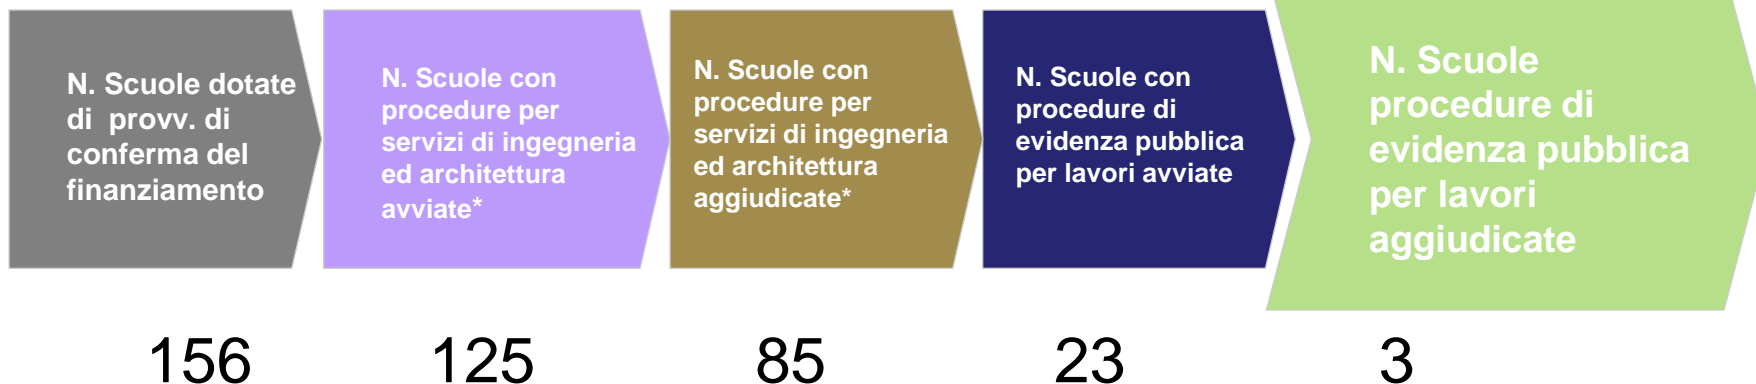 N. Scuole dotate
di provv. di
conferma del
finanziamento
N. Scuole con
procedure per
servizi di ingegneria
ed architettura
avviate*
N. Scuole con
procedure per
servizi di ingegneria
ed architettura
aggiudicate*
N. Scuole con
procedure di
evidenza pubblica
per lavori avviate
N. Scuole
procedure di
evidenza pubblica
per lavori
aggiudicate
156
125
85
23
3